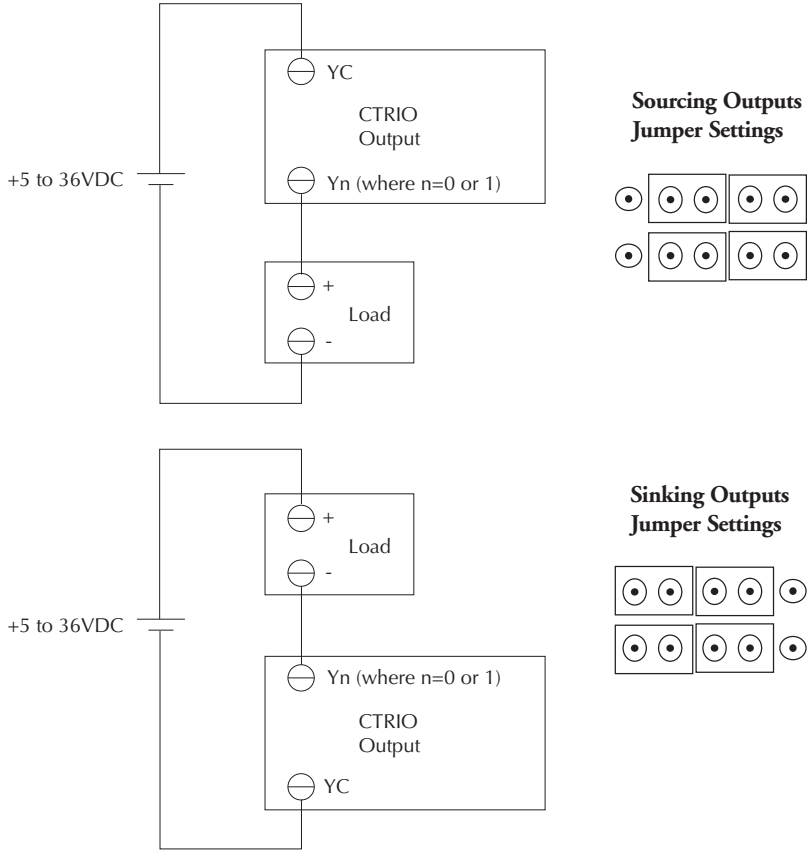 YC
CTRIO
Output
Sourcing Outputs
Jumper Settings
+5 to 36VDC
Yn (where n=0 or 1)
+
Load
-
+
Load
-
Sinking Outputs
Jumper Settings
+5 to 36VDC
Yn (where n=0 or 1)
CTRIO
Output
YC